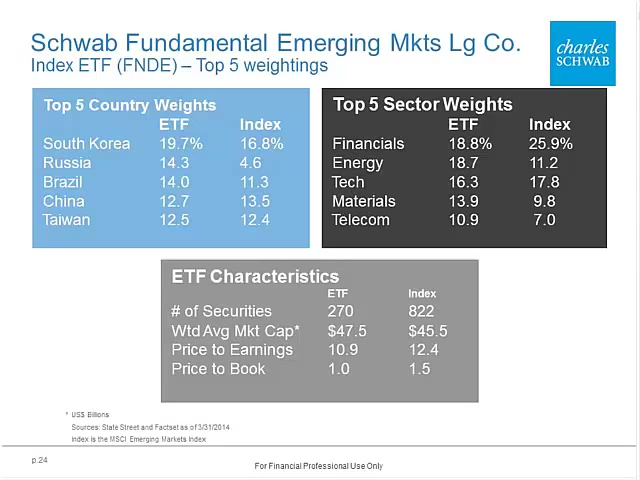 Schwab Fundamental Emerging Mkts Lg Co.
Index ETF (FNDE) – Top 5 weightings
charles
SCHWAB
Top 5 Country Weights
ETF Index
South Korea 19.7% 16.8%
Russia 14.3 4.6
Brazil 14.0 11.3
China 12.7 13.5
Taiwan 12.5 12.4
Top 5 Sector Weights
ETF Index
Financials 18.8% 25.9%
Energy 18.7 11.2
Tech 16.3 17.8
Materials 13.9 9.8
Telecom 10.9 7.0
ETF Characteristics
ETF Index
# of Securities 270 822
Wtd Avg Mkt Cap* $47.5 $45.5
Price to Earnings 10.9 12.4
Price to Book 1.0 1.5
* US$ Billions
Sources: State Street and Factset as of 3/31/2014
Index is the MSCI Emerging Markets Index
p.24
For Financial Professional Use Only